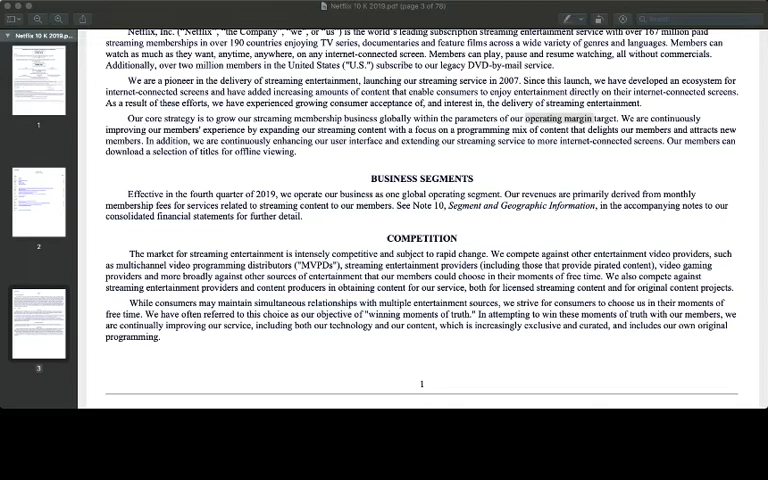 Netflix 10 K 2019.pdf (page 3 of 78)
Search
Netflix 10 K 2019.p...
1
2
3
Netflix, Inc. ("Netflix", "the Company", "we", or "us") is the world's leading subscription streaming entertainment service with over 167 million paid
streaming memberships in over 190 countries enjoying TV series, documentaries and feature films across a wide variety of genres and languages. Members can
watch as much as they want, anytime, anywhere, on any internet-connected screen. Members can play, pause and resume watching, all without commercials.
Additionally, over two million members in the United States ("U.S.") subscribe to our legacy DVD-by-mail service.
We are a pioneer in the delivery of streaming entertainment, launching our streaming service in 2007. Since this launch, we have developed an ecosystem for
internet-connected screens and have added increasing amounts of content that enable consumers to enjoy entertainment directly on their internet-connected screens.
As a result of these efforts, we have experienced growing consumer acceptance of, and interest in, the delivery of streaming entertainment.
Our core strategy is to grow our streaming membership business globally within the parameters of our operating margin target. We are continuously
improving our members' experience by expanding our streaming content with a focus on a programming mix of content that delights our members and attracts new
members. In addition, we are continuously enhancing our user interface and extending our streaming service to more internet-connected screens. Our members can
download a selection of titles for offline viewing.
BUSINESS SEGMENTS
Effective in the fourth quarter of 2019, we operate our business as one global operating segment. Our revenues are primarily derived from monthly
membership fees for services related to streaming content to our members. See Note 10, Segment and Geographic Information, in the accompanying notes to our
consolidated financial statements for further detail.
COMPETITION
The market for streaming entertainment is intensely competitive and subject to rapid change. We compete against other entertainment video providers, such
as multichannel video programming distributors ("MVPDs"), streaming entertainment providers (including those that provide pirated content), video gaming
providers and more broadly against other sources of entertainment that our members could choose in their moments of free time. We also compete against
streaming entertainment providers and content producers in obtaining content for our service, both for licensed streaming content and for original content projects.
While consumers may maintain simultaneous relationships with multiple entertainment sources, we strive for consumers to choose us in their moments of
free time. We have often referred to this choice as our objective of "winning moments of truth." In attempting to win these moments of truth with our members, we
are continually improving our service, including both our technology and our content, which is increasingly exclusive and curated, and includes our own original
programming.
1